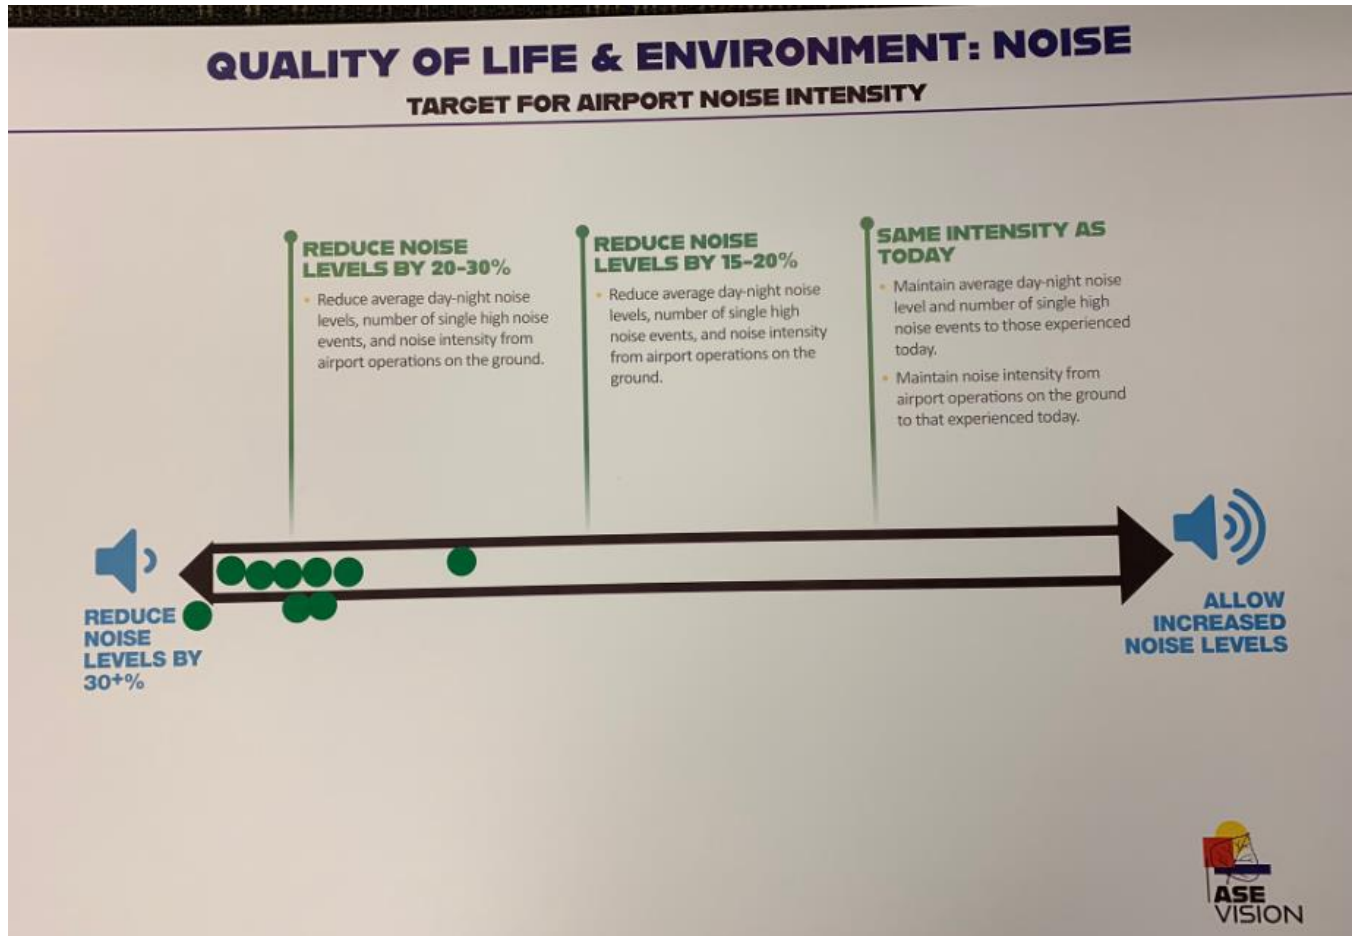 QUALITY OF LIFE & ENVIRONMENT: NOISE
TARGET FOR AIRPORT NOISE INTENSITY
REDUCE NOISE
LEVELS BY 20-30%
• Reduce average day-night noise
levels, number of single high noise
events, and noise intensity from
airport operations on the ground.
REDUCE NOISE
LEVELS BY 15-20%
• Reduce average day-night noise
levels, number of single high
noise events, and noise intensity
from airport operations on the
ground.
SAME INTENSITY AS
TODAY
• Maintain average day-night noise
level and number of single high
noise events to those experienced
today.
• Maintain noise intensity from
airport operations on the ground
to that experienced today.
REDUCE
NOISE
LEVELS BY
30+%
ALLOW
INCREASED
NOISE LEVELS
ASE
VISION